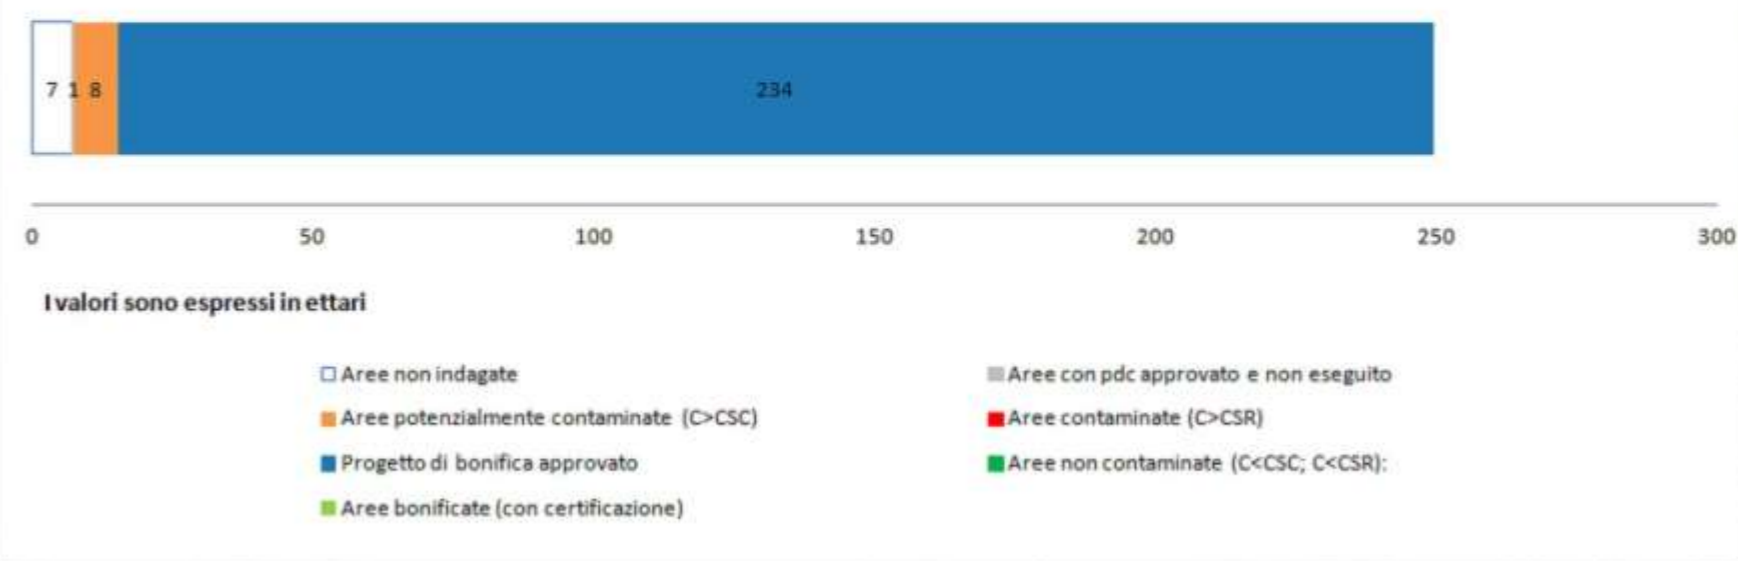 7 1 8 234
0 50 100 150 200 250 300
I valori sono espressi in ettari
Aree non indagate Aree con pdc approvato e non eseguito
Aree potenzialmente contaminate (C>CSC) Aree contaminate (C>CSR)
Progetto di bonifica approvato Aree non contaminate (C<CSC; C<CSR):
Aree bonificate (con certificazione)